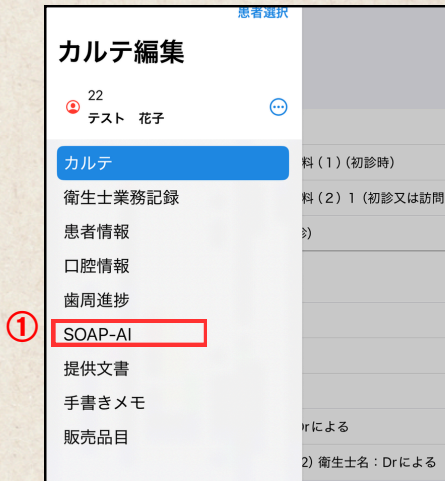 患者選択
カルテ編集
22
テスト 花子
カルテ
料(1)(初診時)
衛生士業務記録
料(2)1(初診又は訪問
患者情報
診)
口腔情報
歯周進捗
①
SOAP-AI
提供文書
手書きメモ
Drによる
販売品目
2) 衛生士名:Drによる